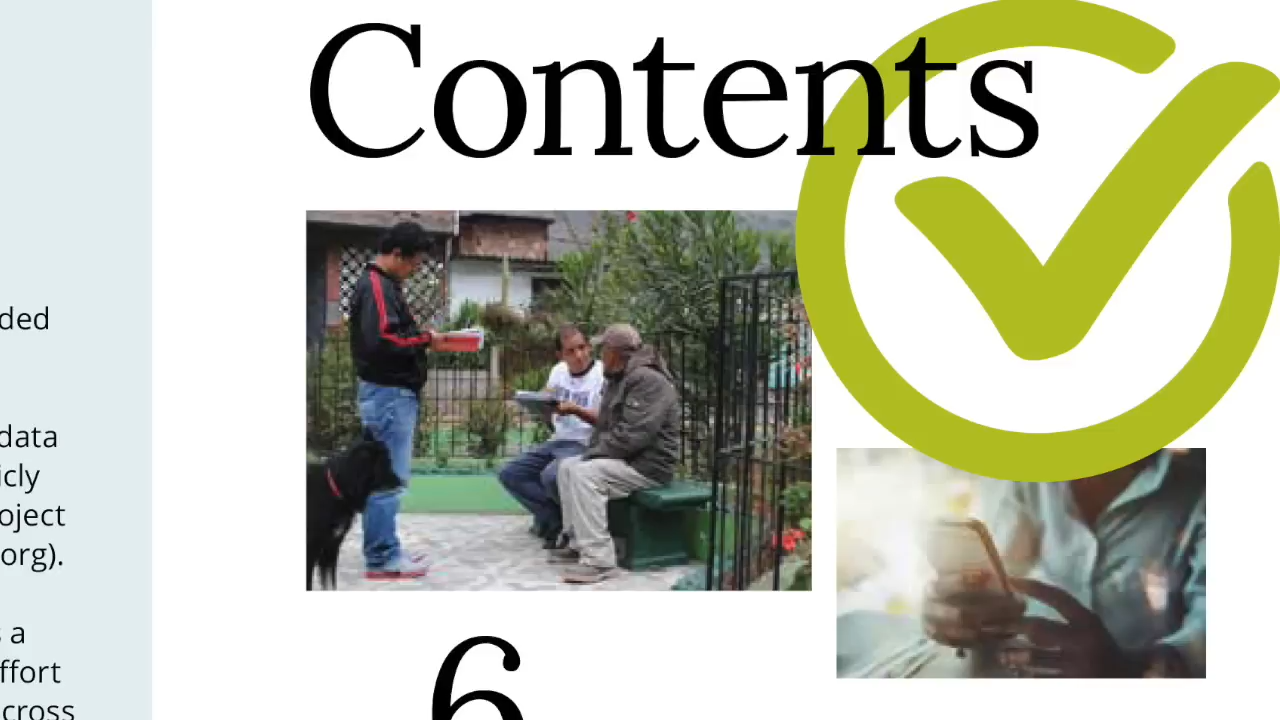 Contents
ded
data
icly
oject
org).
s a
ffort
cross
6